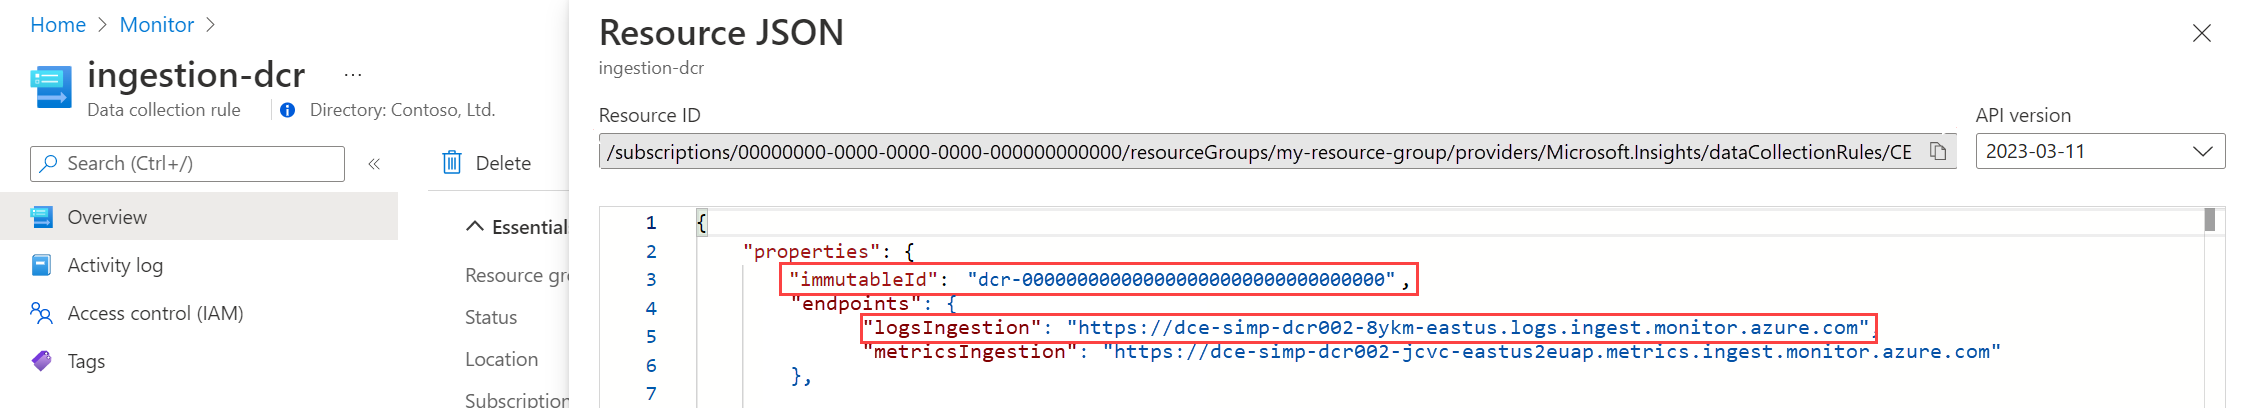 Home > Monitor >
ingestion-dcr ...
Data collection rule
Directory: Contoso, Ltd.
Search (Ctrl+/)
«
Overview
Activity log
Access control (IAM)
Tags
Delete
Essential
Resource gr
Status
Location
Subscription
Resource JSON
ingestion-dcr
Resource ID
/subscriptions/00000000-0000-0000-0000-000000000000/resourceGroups/my-resource-group/providers/Microsoft.Insights/dataCollectionRules/CE
API version
2023-03-11
1 {
2 "properties": {
3 "immutableId": "dcr-00000000000000000000000000000000",
4 "endpoints": {
5 "logsIngestion": "https://dce-simp-dcr002-8ykm-eastus.logs.ingest.monitor.azure.com",
6 "metricsIngestion": "https://dce-simp-dcr002-jcvc-eastus2euap.metrics.ingest.monitor.azure.com"
7 },